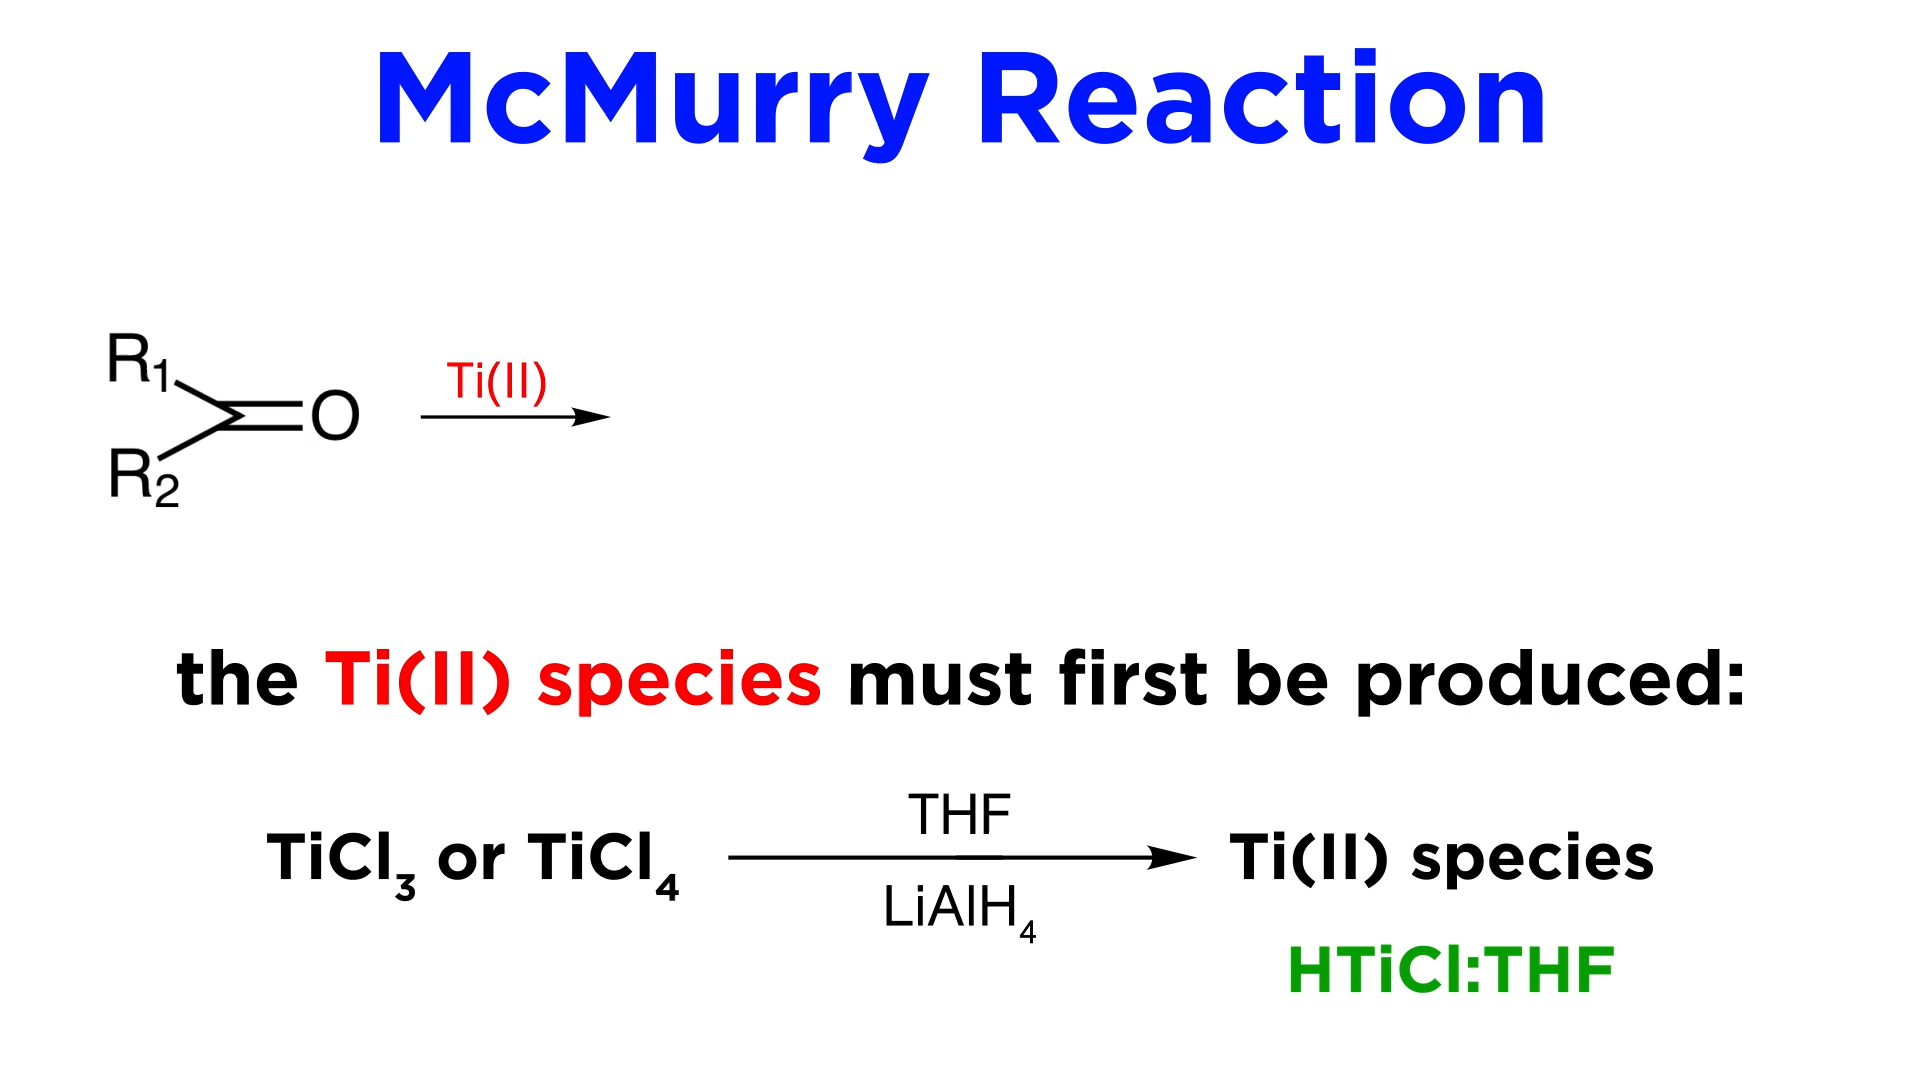 McMurry Reaction
R1
R2
O
Ti(II)
the Ti(II) species must first be produced:
TiCl₃ or TiCl₄
THF
LiAlH₄
Ti(II) species
HTiCl:THF